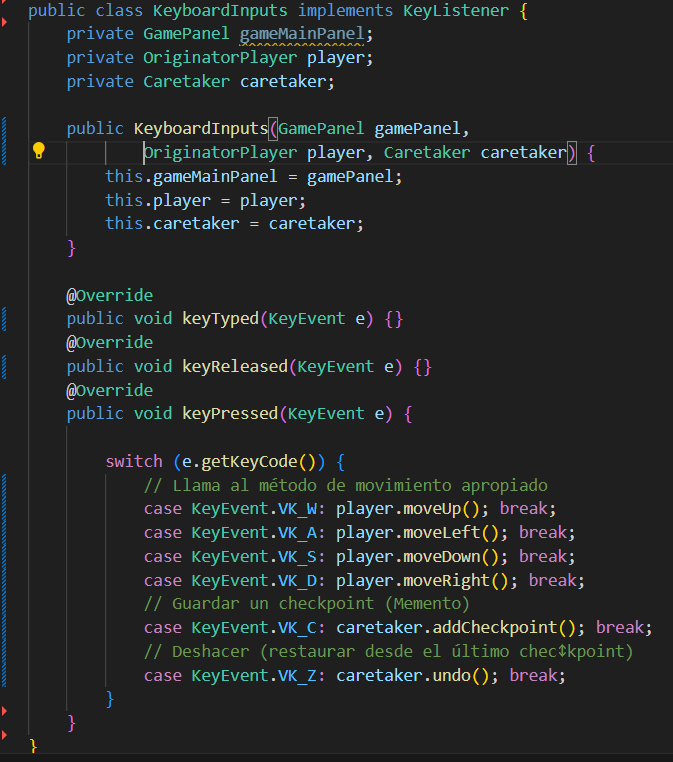 public class KeyboardInputs implements KeyListener {
    private GamePanel gameMainPanel;
    private OriginatorPlayer player;
    private Caretaker caretaker;

    public KeyboardInputs(GamePanel gamePanel,
            OriginatorPlayer player, Caretaker caretaker) {
        this.gameMainPanel = gamePanel;
        this.player = player;
        this.caretaker = caretaker;
    }

    @Override
    public void keyTyped(KeyEvent e) {}
    @Override
    public void keyReleased(KeyEvent e) {}
    @Override
    public void keyPressed(KeyEvent e) {

        switch (e.getKeyCode()) {
            // Llama al método de movimiento apropiado
            case KeyEvent.VK_W: player.moveUp(); break;
            case KeyEvent.VK_A: player.moveLeft(); break;
            case KeyEvent.VK_S: player.moveDown(); break;
            case KeyEvent.VK_D: player.moveRight(); break;
            // Guardar un checkpoint (Memento)
            case KeyEvent.VK_C: caretaker.addCheckpoint(); break;
            // Deshacer (restaurar desde el último checkpoint)
            case KeyEvent.VK_Z: caretaker.undo(); break;
        }
    }
}